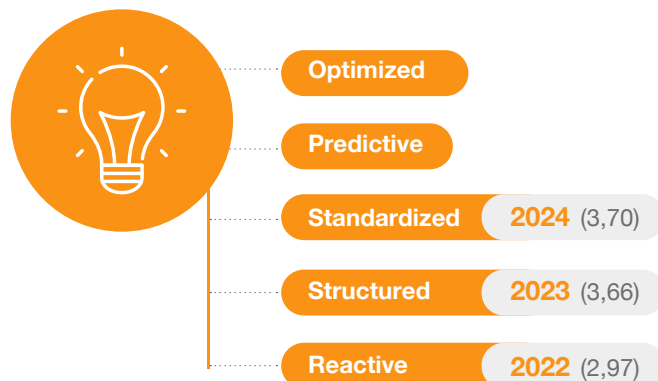 Optimized
Predictive
Standardized 2024 (3,70)
Structured 2023 (3,66)
Reactive 2022 (2,97)